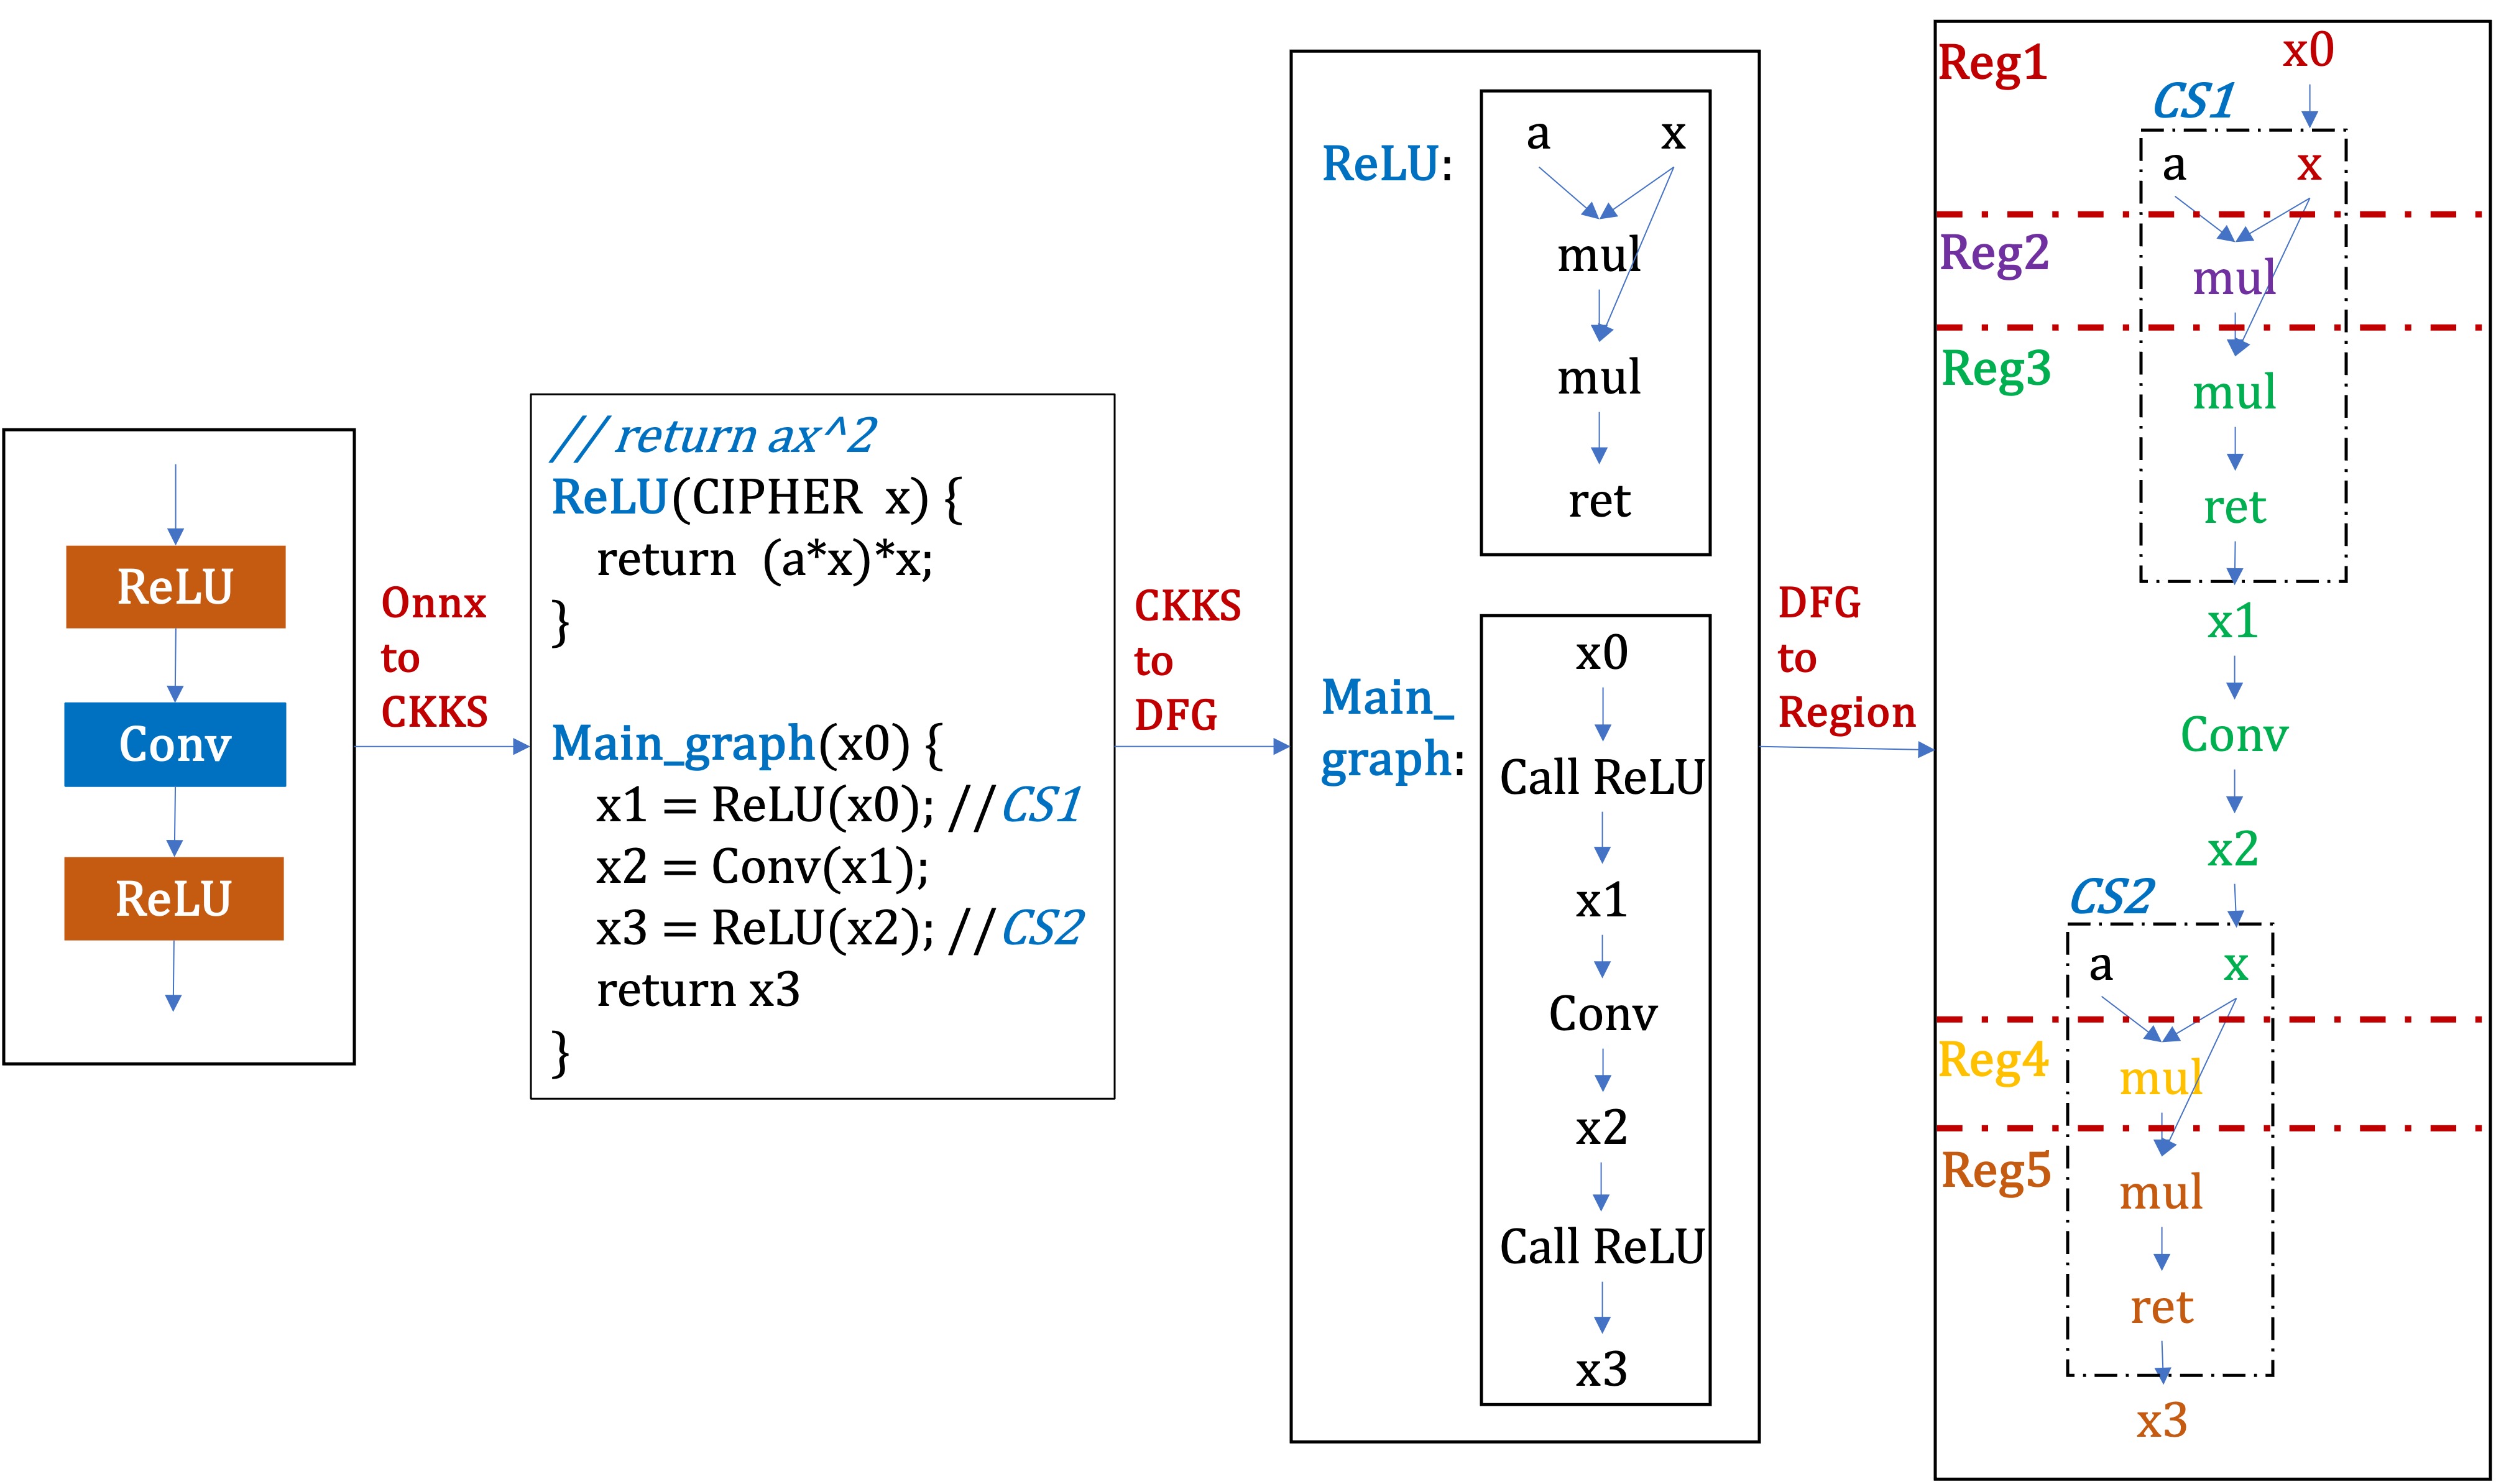 ReLU
Conv
ReLU
Onnx
to
CKKS
// return ax^2
ReLU(CIPHER x) {
return (a*x)*x;
}
Main_graph(x0) {
x1 = ReLU(x0); //CS1
x2 = Conv(x1);
x3 = ReLU(x2); //CS2
return x3
}
CKKS
to
DFG
ReLU:
a x
mul
mul
ret
Main_
graph:
x0
Call ReLU
x1
Conv
x2
Call ReLU
x3
DFG
to
Region
Reg1
x0
CS1
a x
Reg2
mul
Reg3
mul
ret
x1
Conv
x2
CS2
a x
Reg4
mul
Reg5
mul
ret
x3